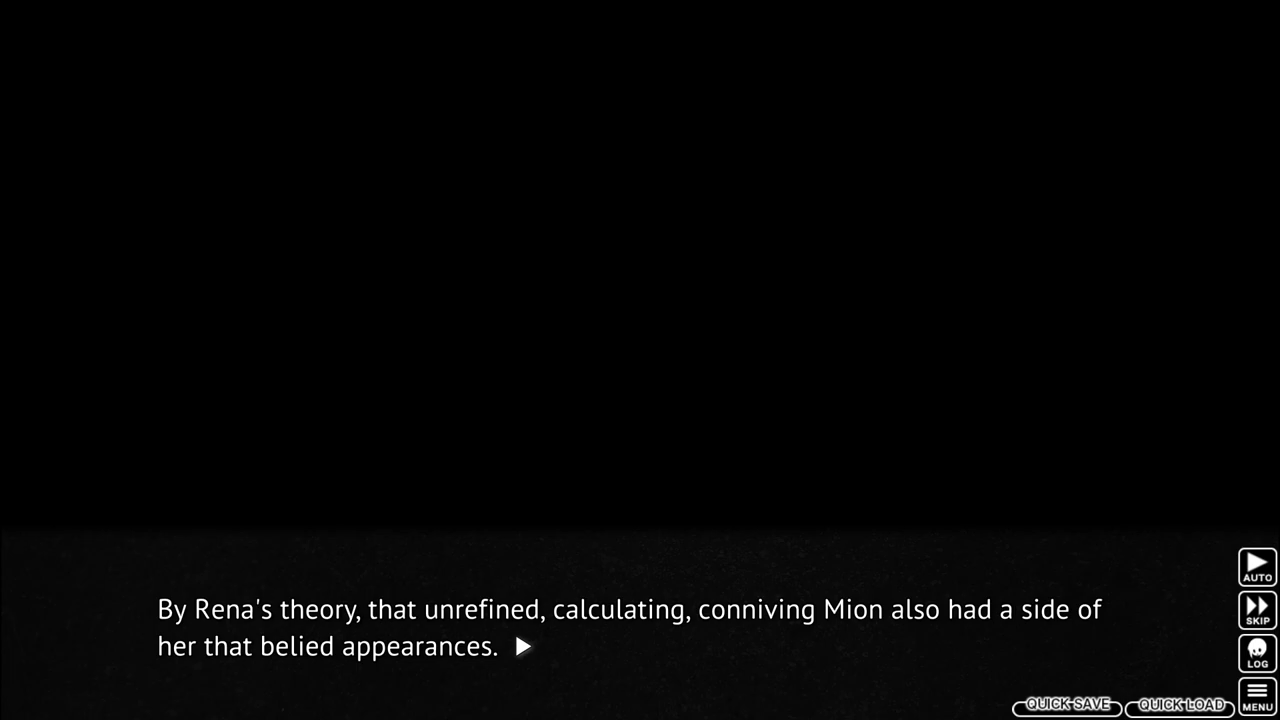 By Rena's theory, that unrefined, calculating, conniving Mion also had a side of
her that belied appearances.
AUTO
SKIP
LOG
MENU
QUICK SAVE
QUICK LOAD